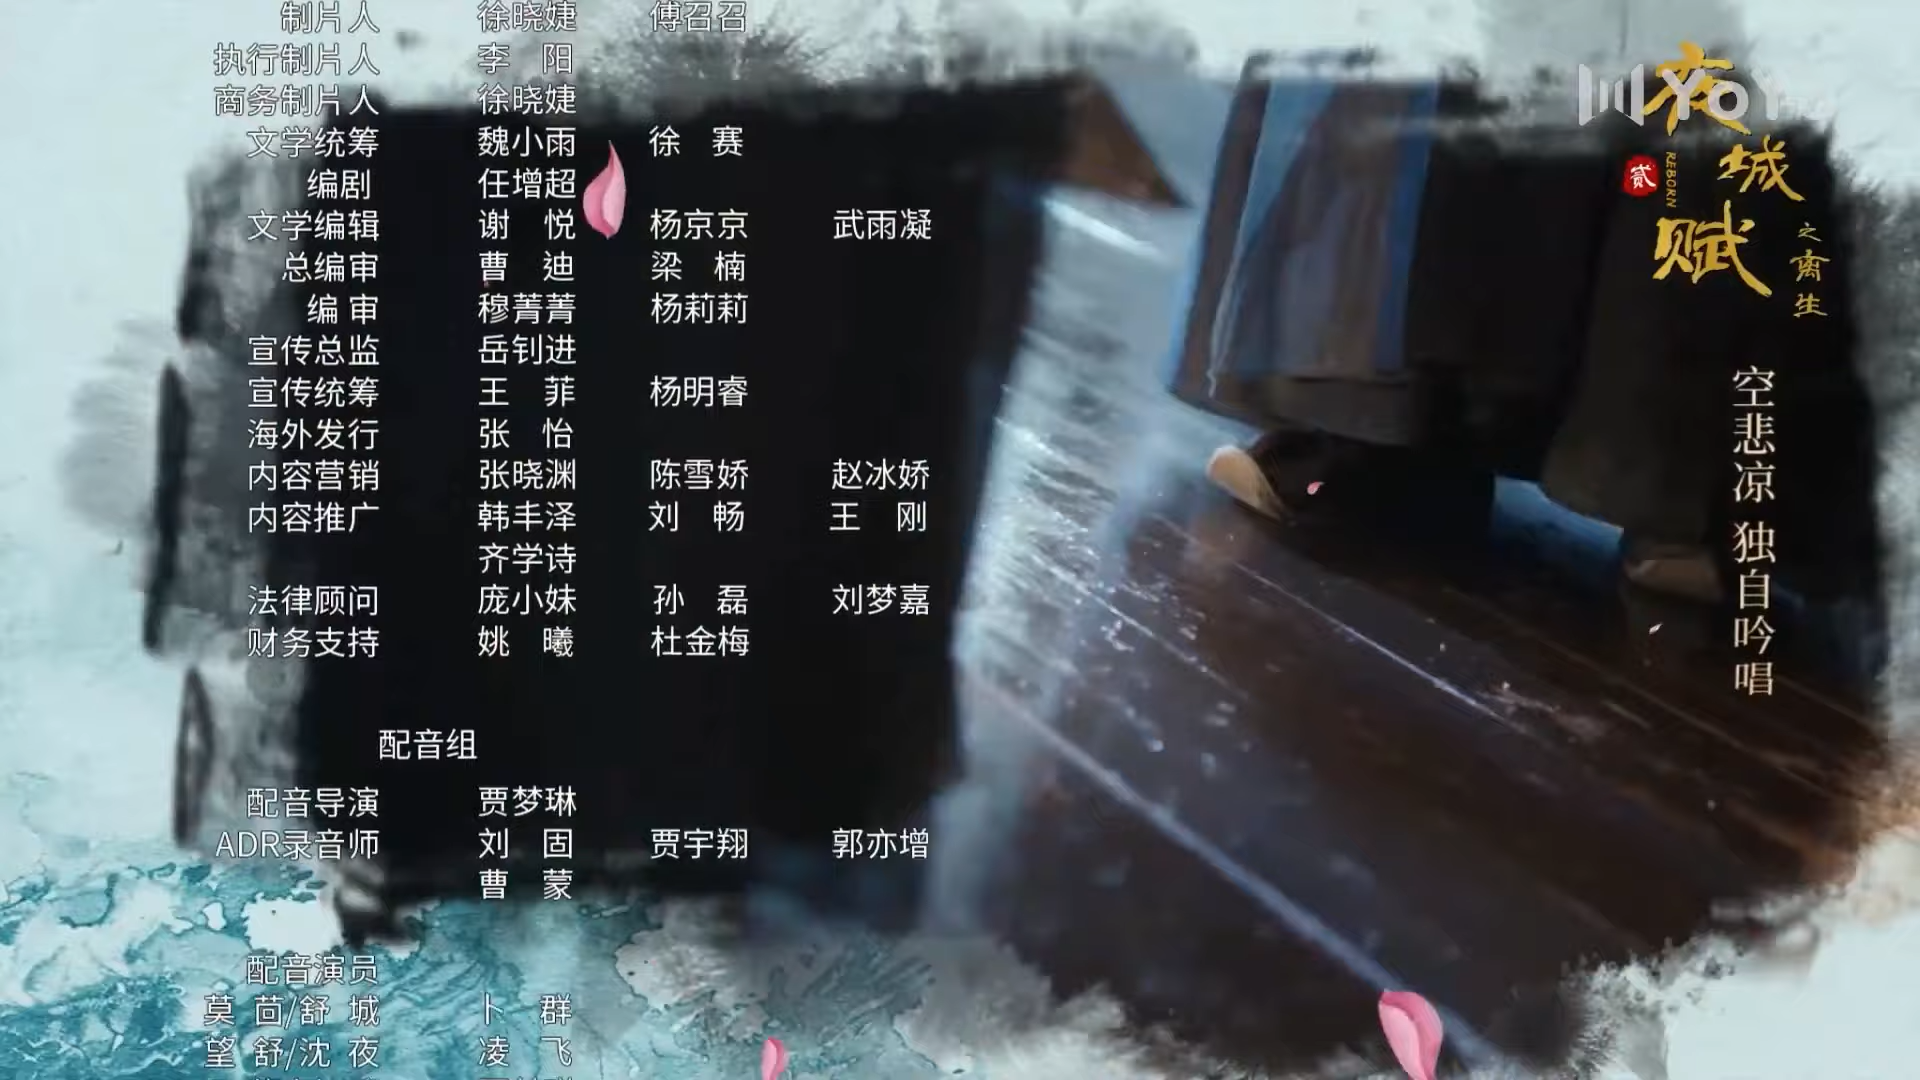 制片人 徐晓婕 傅召召
执行制片人 李 阳
商务制片人 徐晓婕
文学统筹 魏小雨 徐 赛
编剧 任增超
文学编辑 谢 悦 杨京京 武雨凝
总编审 曹 迪 梁 楠
编 审 穆菁菁 杨莉莉
宣传总监 岳钊进
宣传统筹 王 菲 杨明睿
海外发行 张 怡
内容营销 张晓渊 陈雪娇 赵冰娇
内容推广 韩丰泽 刘 畅 王 刚
齐学诗
法律顾问 庞小妹 孙 磊 刘梦嘉
财务支持 姚 曦 杜金梅
配音组
配音导演 贾梦琳
ADR录音师 刘 固 贾宇翔 郭亦增
曹 蒙
配音演员
莫 茴/舒 城 卜 群
望 舒/沈 夜 凌 飞
YOYO
夜城赋
贰
REBORN
之离生
空悲凉 独自吟唱